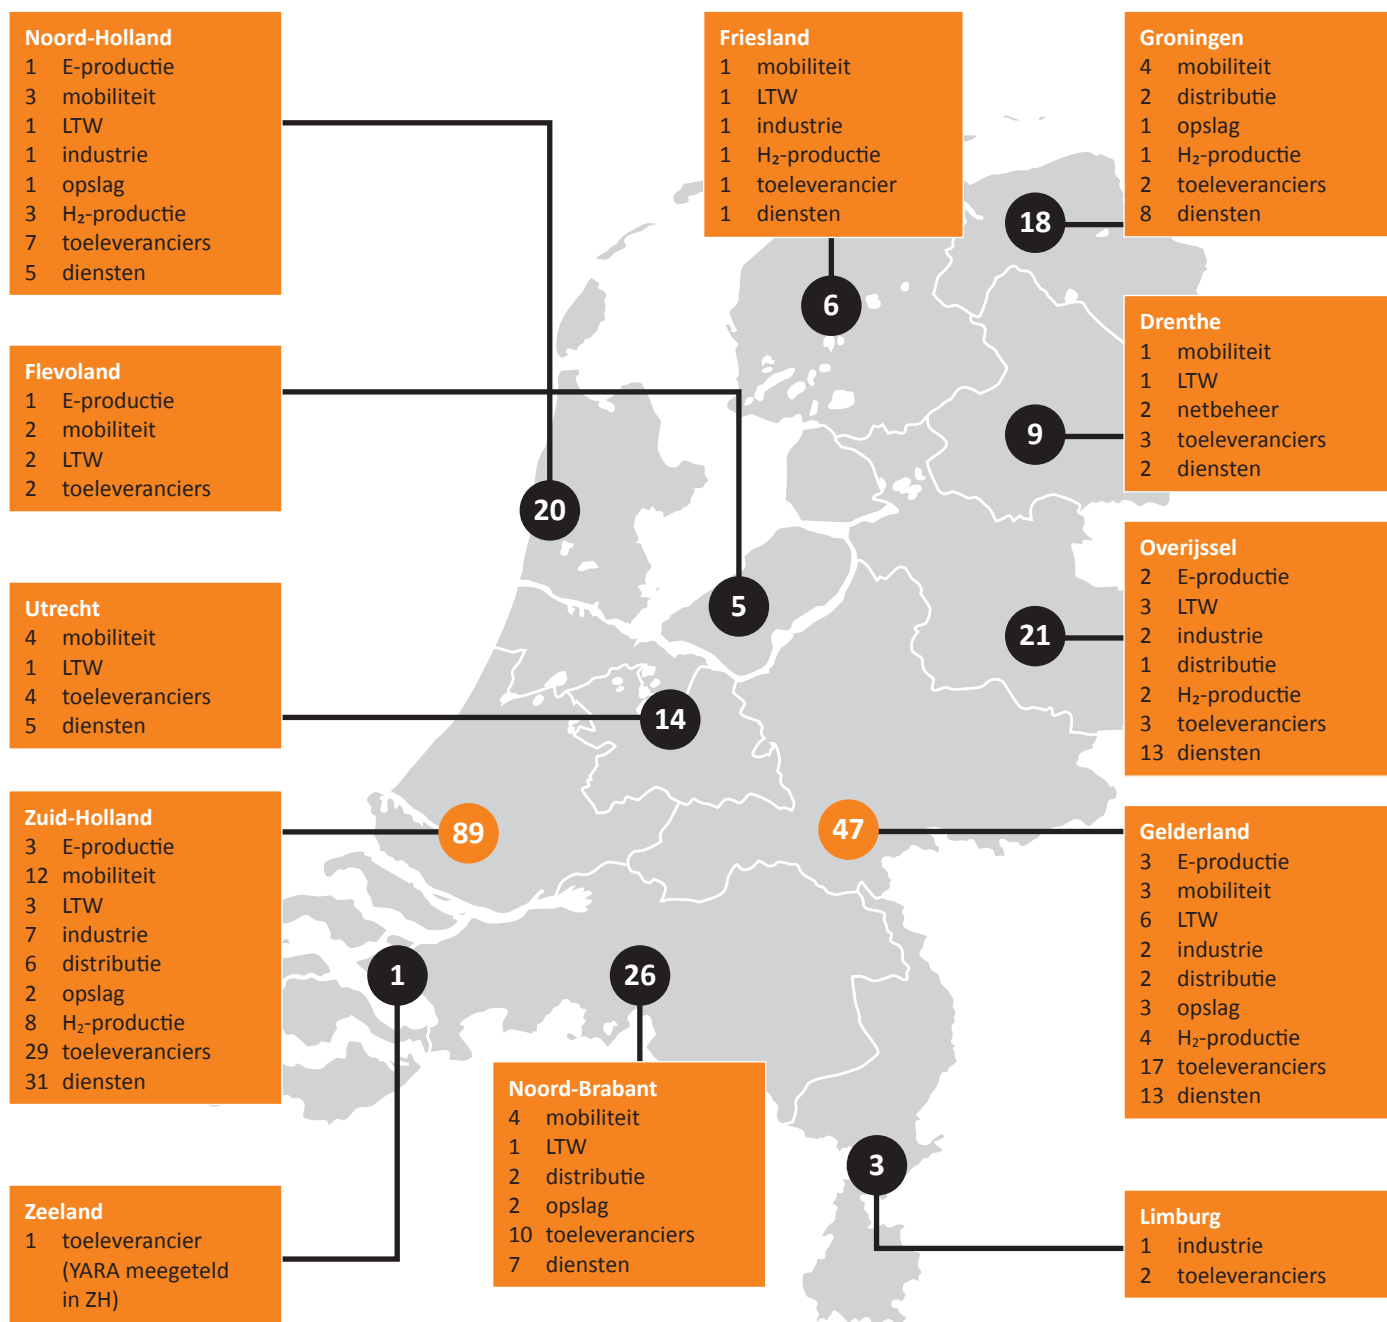 Noord-Holland
1 E-productie
3 mobiliteit
1 LTW
1 industrie
1 opslag
3 H₂-productie
7 toeleveranciers
5 diensten
Friesland
1 mobiliteit
1 LTW
1 industrie
1 H₂-productie
1 toeleverancier
1 diensten
Groningen
4 mobiliteit
2 distributie
1 opslag
1 H₂-productie
2 toeleveranciers
8 diensten
18
6
Flevoland
1 E-productie
2 mobiliteit
2 LTW
2 toeleveranciers
Drenthe
1 mobiliteit
1 LTW
2 netbeheer
3 toeleveranciers
2 diensten
9
20
5
Utrecht
4 mobiliteit
1 LTW
4 toeleveranciers
5 diensten
14
Overijssel
2 E-productie
3 LTW
2 industrie
1 distributie
2 H₂-productie
3 toeleveranciers
13 diensten
21
Zuid-Holland
3 E-productie
12 mobiliteit
3 LTW
7 industrie
6 distributie
2 opslag
8 H₂-productie
29 toeleveranciers
31 diensten
89
47
Gelderland
3 E-productie
3 mobiliteit
6 LTW
2 industrie
2 distributie
3 opslag
4 H₂-productie
17 toeleveranciers
13 diensten
1
26
Noord-Brabant
4 mobiliteit
1 LTW
2 distributie
2 opslag
10 toeleveranciers
7 diensten
3
Zeeland
1 toeleverancier
(YARA meegeteld
in ZH)
Limburg
1 industrie
2 toeleveranciers